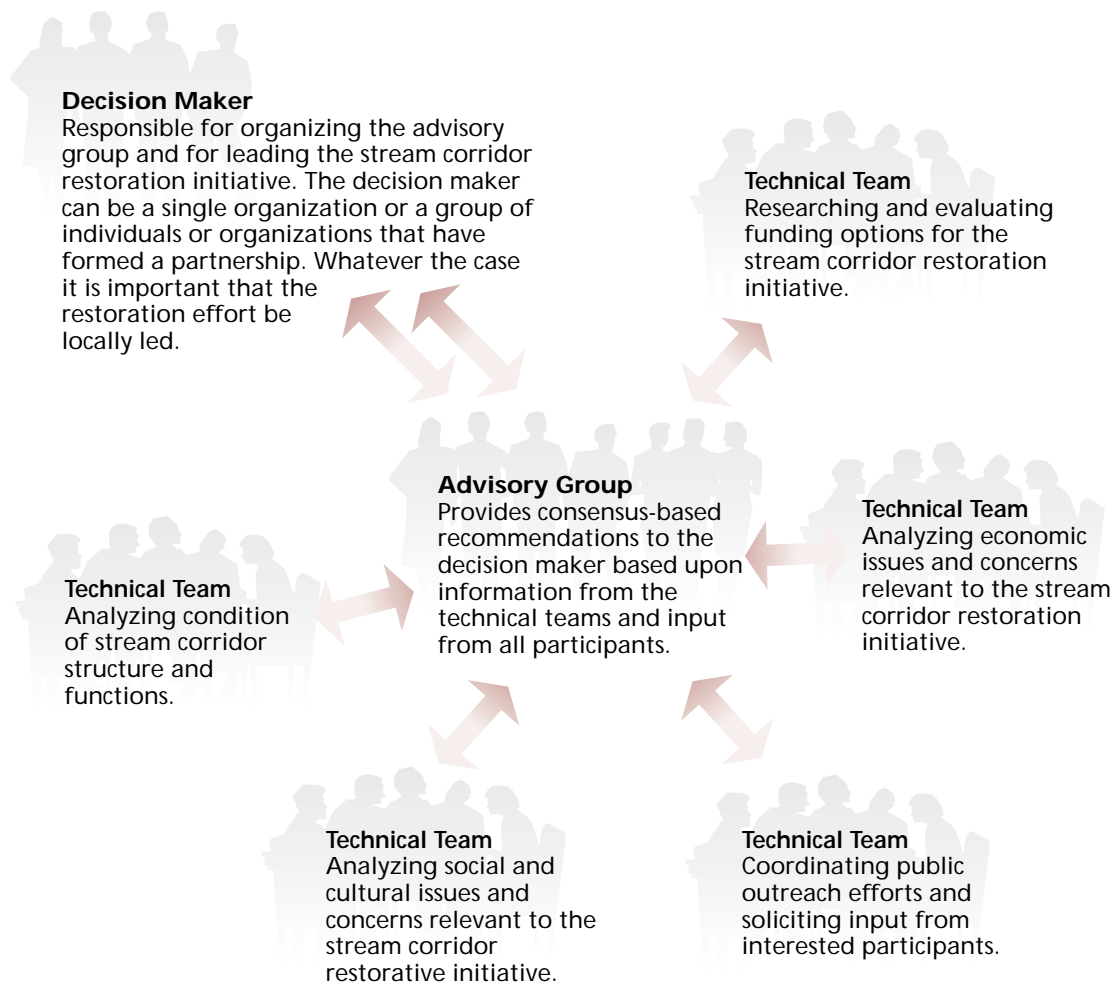 Decision Maker
Responsible for organizing the advisory
group and for leading the stream corridor
restoration initiative. The decision maker
can be a single organization or a group of
individuals or organizations that have
formed a partnership. Whatever the case
it is important that the
restoration effort be
locally led.
Technical Team
Researching and evaluating
funding options for the
stream corridor restoration
initiative.
Advisory Group
Provides consensus-based
recommendations to the
decision maker based upon
information from the
technical teams and input
from all participants.
Technical Team
Analyzing economic
issues and concerns
relevant to the stream
corridor restoration
initiative.
Technical Team
Analyzing condition
of stream corridor
structure and
functions.
Technical Team
Analyzing social and
cultural issues and
concerns relevant to the
stream corridor
restorative initiative.
Technical Team
Coordinating public
outreach efforts and
soliciting input from
interested participants.